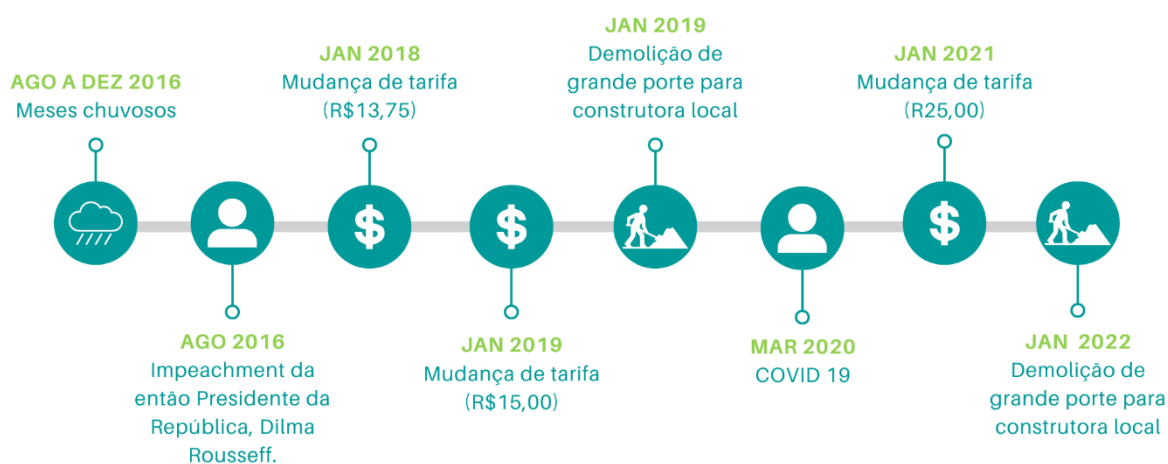 AGO A DEZ 2016
Meses chuvosos
AGO 2016
Impeachment da
então Presidente da
República, Dilma
Rousseff.
JAN 2018
Mudança de tarifa
(R$13,75)
JAN 2019
Mudança de tarifa
(R$15,00)
JAN 2019
Demolição de
grande porte para
construtora local
MAR 2020
COVID 19
JAN 2021
Mudança de tarifa
(R25,00)
JAN 2022
Demolição de
grande porte para
construtora local
$
$
$